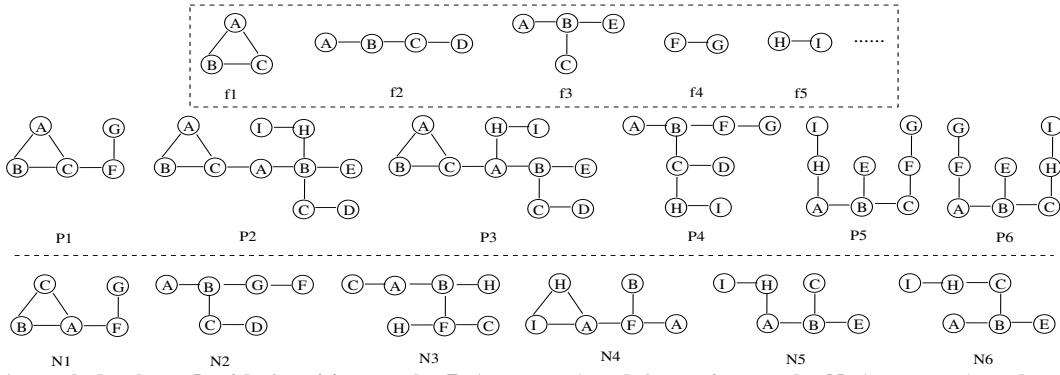 A
B C
f1
A B C D
f2
A B E
C
f3
F G
f4
H I
f5
......
A G
B C F
P1
A I H
B C A B E
C D
P2
A H I
B C A B E
C D
P3
A B F G
C D
H I
P4
I G
H E F
A B C
P5
G I
F E H
A B C
P6
C G
B A F
N1
A B G F
C D
N2
C A B H
H F C
N3
H B
I A F A
N4
I H C
A B E
N5
I H C
A B E
N6